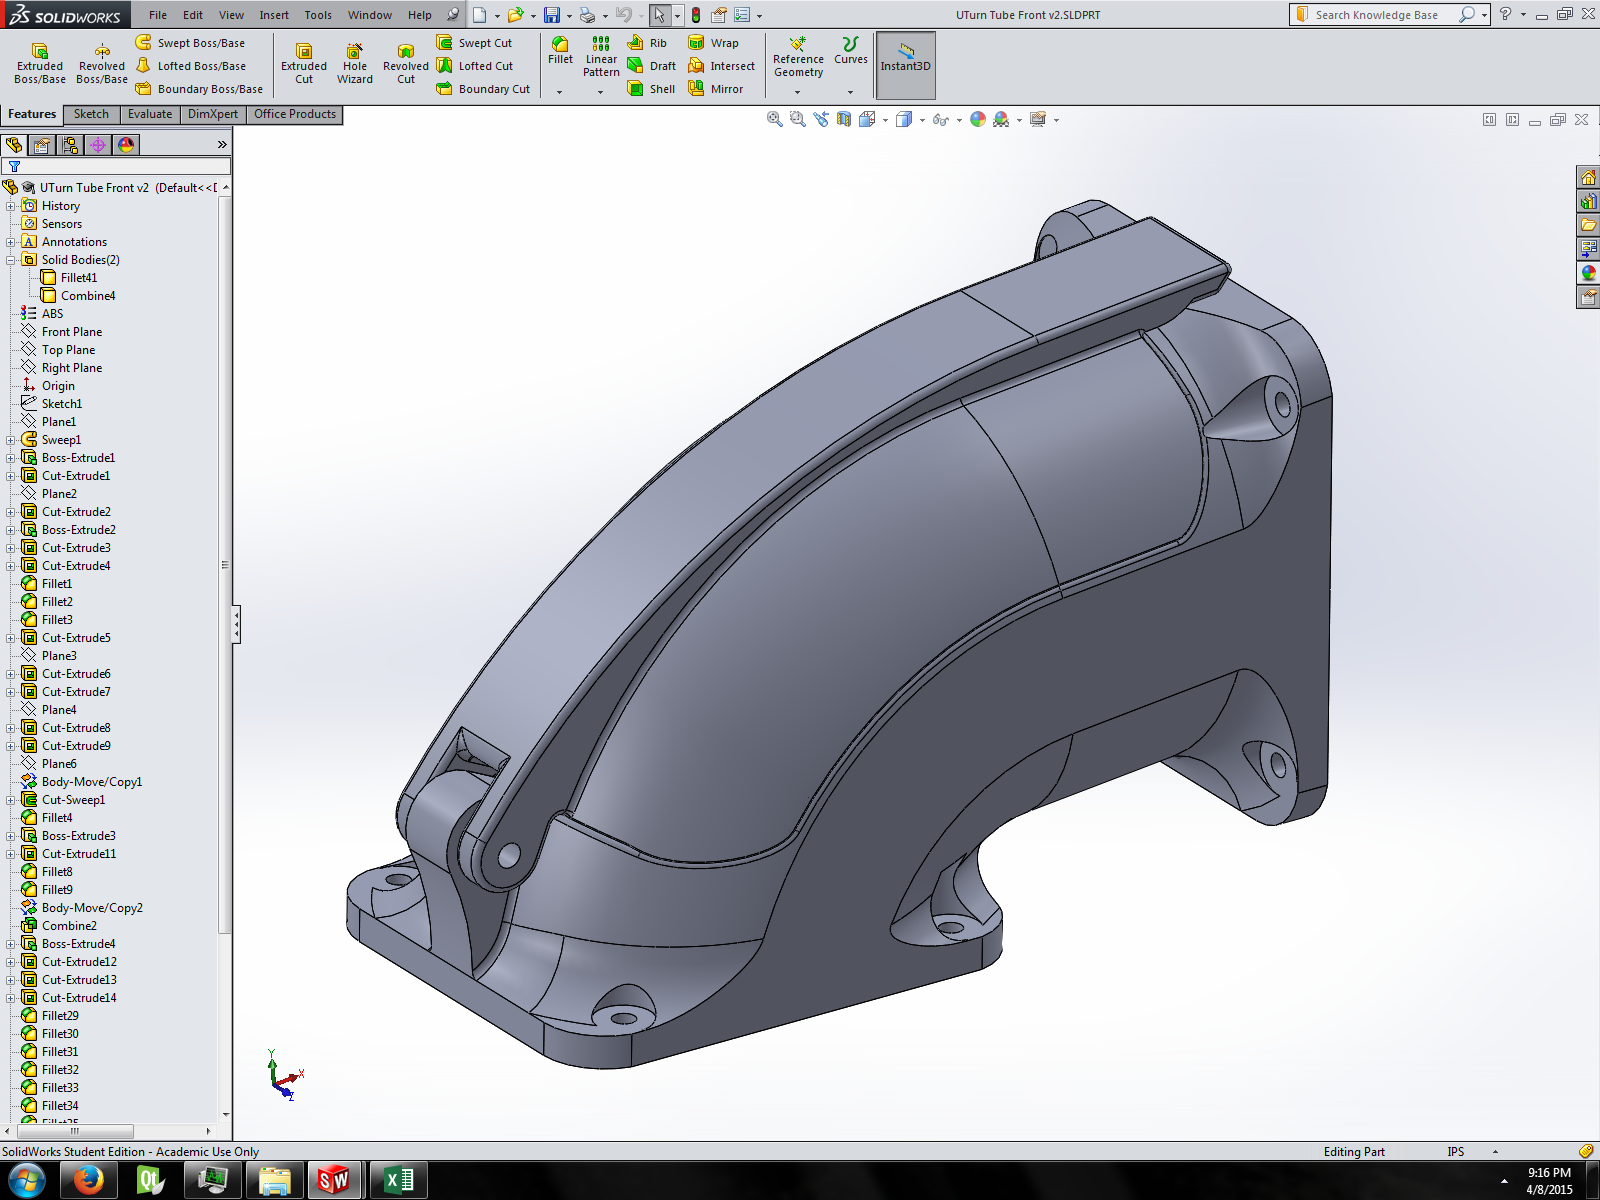 SOLIDWORKS File Edit View Insert Tools Window Help UTurn Tube Front v2.SLDPRT Search Knowledge Base
Extruded Boss/Base
Revolved Boss/Base
Swept Boss/Base
Lofted Boss/Base
Boundary Boss/Base
Extruded Cut
Hole Wizard
Revolved Cut
Swept Cut
Lofted Cut
Boundary Cut
Fillet
Linear Pattern
Rib
Draft
Shell
Wrap
Intersect
Mirror
Reference Geometry
Curves
Instant3D
Features Sketch Evaluate DimXpert Office Products
UTurn Tube Front v2 (Default<<D
History
Sensors
Annotations
Solid Bodies(2)
Fillet41
Combine4
ABS
Front Plane
Top Plane
Right Plane
Origin
Sketch1
Plane1
Sweep1
Boss-Extrude1
Cut-Extrude1
Plane2
Cut-Extrude2
Boss-Extrude2
Cut-Extrude3
Cut-Extrude4
Fillet1
Fillet2
Fillet3
Cut-Extrude5
Plane3
Cut-Extrude6
Cut-Extrude7
Plane4
Cut-Extrude8
Cut-Extrude9
Plane6
Body-Move/Copy1
Cut-Sweep1
Fillet4
Boss-Extrude3
Cut-Extrude11
Fillet8
Fillet9
Body-Move/Copy2
Combine2
Boss-Extrude4
Cut-Extrude12
Cut-Extrude13
Cut-Extrude14
Fillet29
Fillet30
Fillet31
Fillet32
Fillet33
Fillet34
Fillet35
Y
X
Z
SolidWorks Student Edition - Academic Use Only Editing Part IPS
9:16 PM
4/8/2015